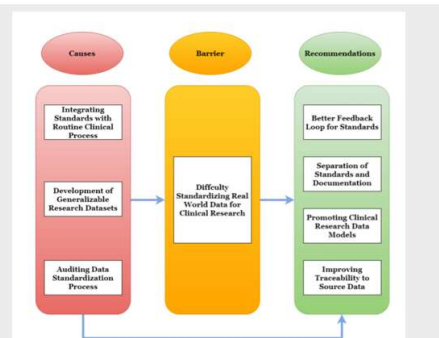 Causes
Barrier
Recommendations
Integrating
Standards with
Routine Clinical
Process
Development of
Generalizable
Research Datasets
Auditing Data
Standardization
Process
Diffculty
Standardizing Real
World Data for
Clinical Research
Better Feedback
Loop for Standards
Separation of
Standards and
Documentation
Promoting Clinical
Research Data
Models
Improving
Traceability to
Source Data